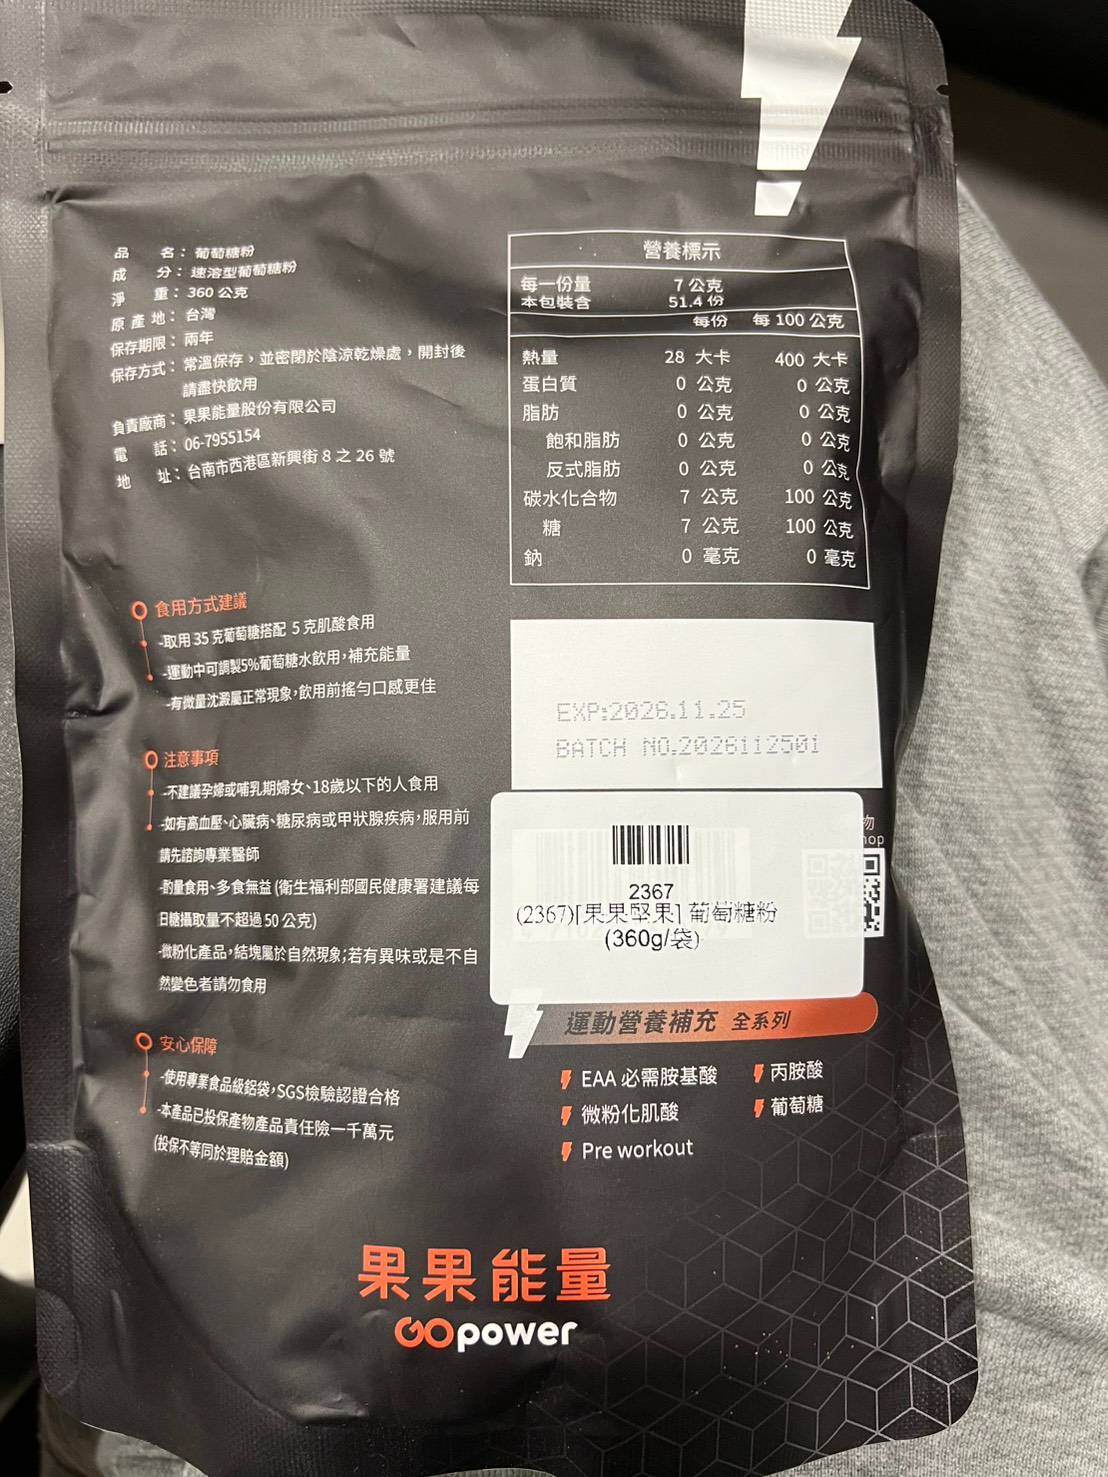 品 名：葡萄糖粉
成 分：速溶型葡萄糖粉
淨 重：360 公克
原 產 地：台灣
保存期限：兩年
保存方式：常溫保存，並密閉於陰涼乾燥處，開封後
請盡快飲用
負責廠商：果果能量股份有限公司
電 話：06-7955154
地 址：台南市西港區新興街 8 之 26 號
營養標示
每一份量 7 公克
本包裝含 51.4 份
每份 每 100 公克
熱量 28 大卡 400 大卡
蛋白質 0 公克 0 公克
脂肪 0 公克 0 公克
飽和脂肪 0 公克 0 公克
反式脂肪 0 公克 0 公克
碳水化合物 7 公克 100 公克
糖 7 公克 100 公克
鈉 0 毫克 0 毫克
食用方式建議
-取用 35 克葡萄糖搭配 5 克肌酸食用
-運動中可調製5%葡萄糖水飲用，補充能量
-有微量沈澱屬正常現象，飲用前搖勻口感更佳
注意事項
-不建議孕婦或哺乳期婦女、18歲以下的人食用
-如有高血壓、心臟病、糖尿病或甲狀腺疾病，服用前
請先諮詢專業醫師
-酌量食用、多食無益 (衛生福利部國民健康署建議每
日糖攝取量不超過 50 公克)
-微粉化產品，結塊屬於自然現象；若有異味或是不自
然變色者請勿食用
安心保障
-使用專業食品級鋁袋，SGS檢驗認證合格
-本產品已投保產物產品責任險一千萬元
(投保不等同於理賠金額)
EXP:2026.11.25
BATCH NO.2026112501
物
hop
2367
(2367)[果果堅果] 葡萄糖粉
(360g/袋)
運動營養補充 全系列
EAA 必需胺基酸 丙胺酸
微粉化肌酸 葡萄糖
Pre workout
果果能量
GOpower